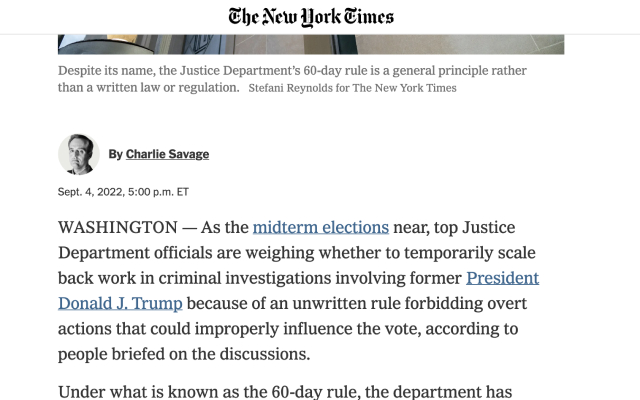 The New York Times
Despite its name, the Justice Department’s 60-day rule is a general principle rather
than a written law or regulation. Stefani Reynolds for The New York Times
By Charlie Savage
Sept. 4, 2022, 5:00 p.m. ET
WASHINGTON — As the midterm elections near, top Justice
Department officials are weighing whether to temporarily scale
back work in criminal investigations involving former President
Donald J. Trump because of an unwritten rule forbidding overt
actions that could improperly influence the vote, according to
people briefed on the discussions.
Under what is known as the 60-day rule, the department has